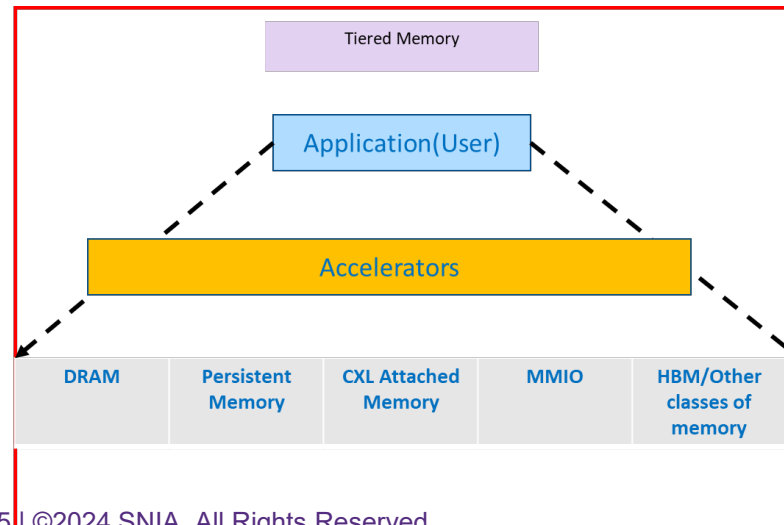 Tiered Memory
Application(User)
Accelerators
DRAM
Persistent
Memory
CXL Attached
Memory
MMIO
HBM/Other
classes of
memory
5 | ©2024 SNIA. All Rights Reserved